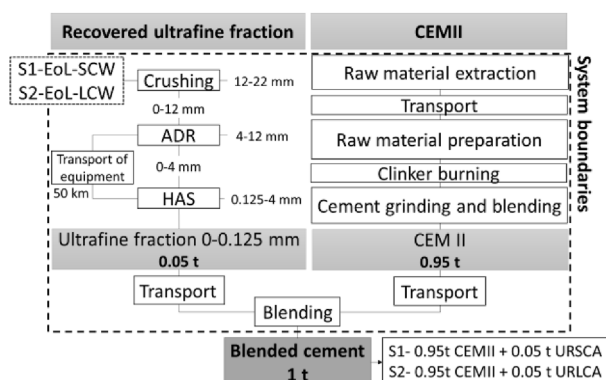 Recovered ultrafine fraction
CEMII
S1-EoL-SCW
S2-EoL-LCW
Crushing
12-22 mm
0-12 mm
ADR
4-12 mm
Transport of
equipment
50 km
0-4 mm
HAS
0.125-4 mm
Ultrafine fraction 0-0.125 mm
0.05 t
Transport
Raw material extraction
Transport
Raw material preparation
Clinker burning
Cement grinding and blending
CEM II
0.95 t
Transport
System boundaries
Blending
Blended cement
1 t
S1- 0.95t CEMII + 0.05 t URSCA
S2- 0.95t CEMII + 0.05 t URLCA